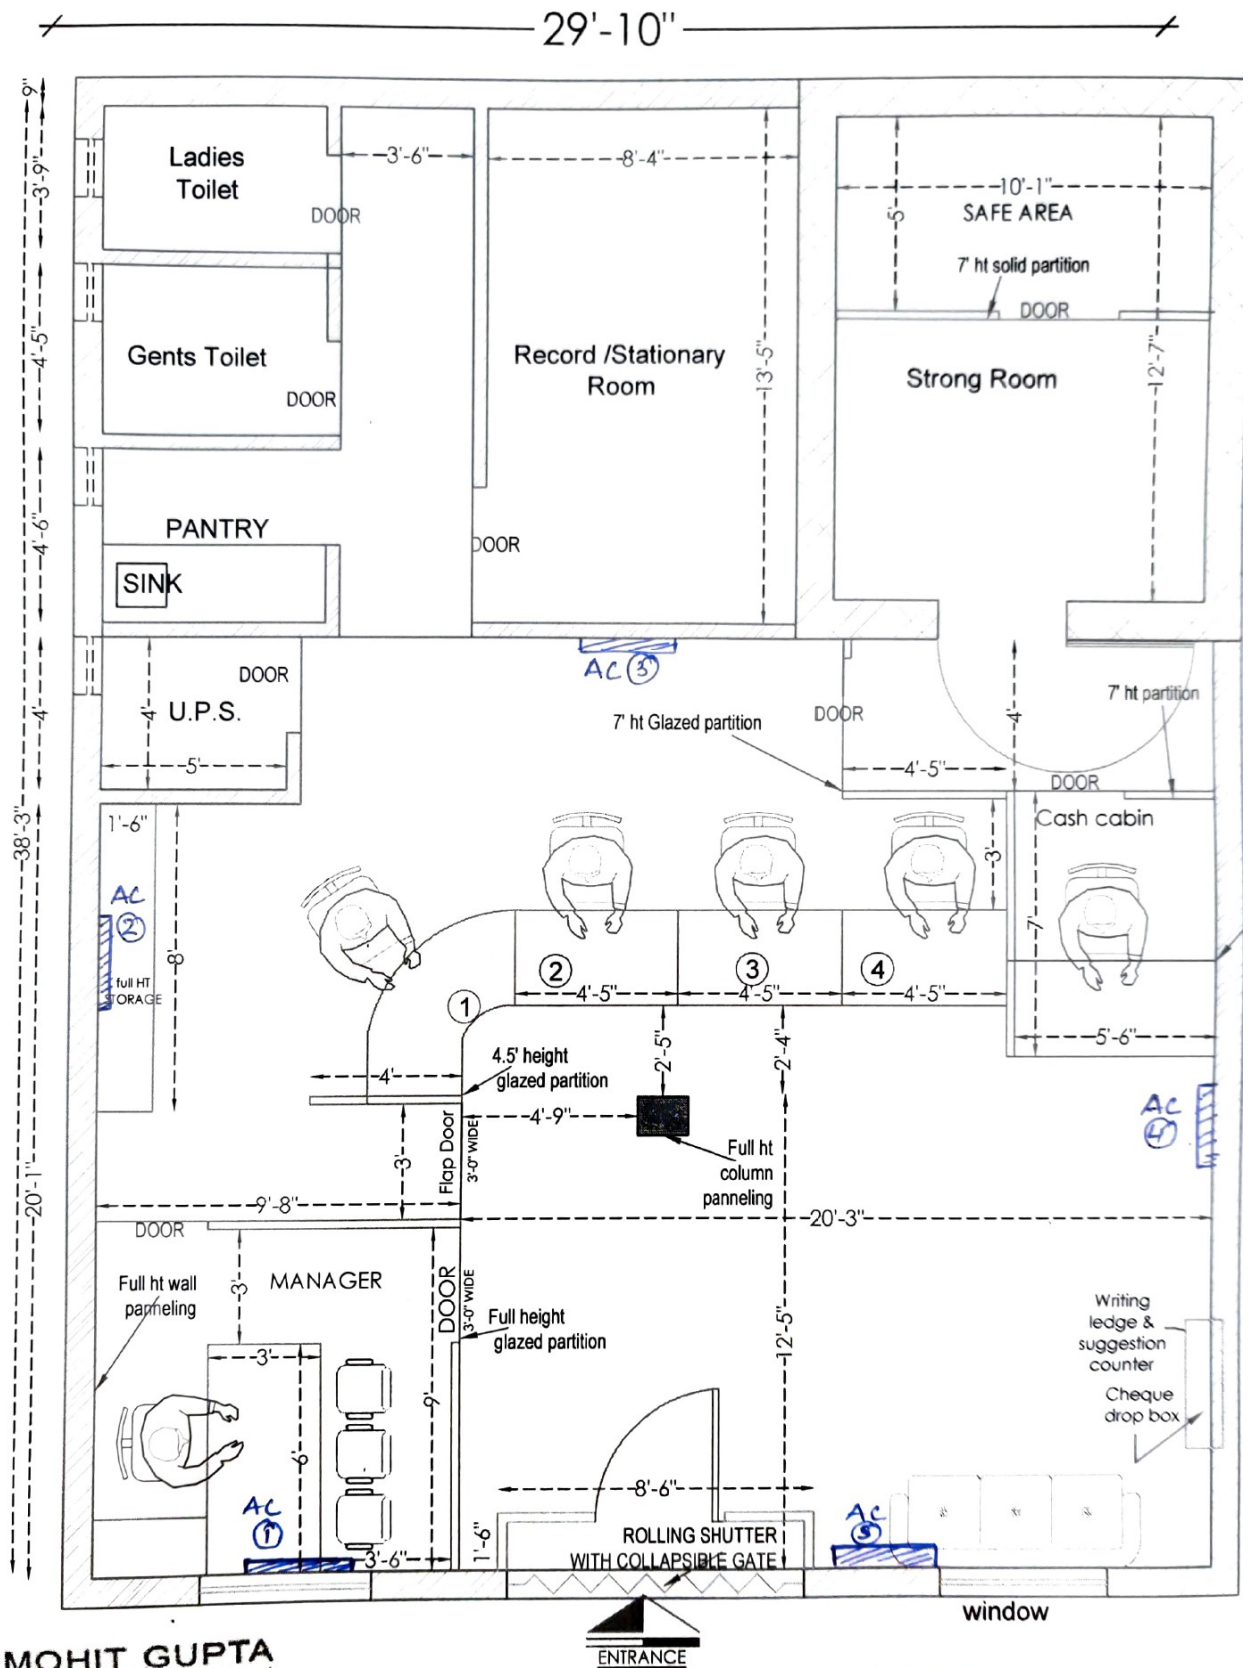 29'-10"
9"
3'-9"
4'-5"
4'-6"
4'
38'-3"
20'-1"
Ladies
Toilet
DOOR
3'-6"
8'-4"
10'-1"
SAFE AREA
5'
7' ht solid partition
DOOR
Gents Toilet
DOOR
Record /Stationary
Room
13'-5"
Strong Room
12'-7"
PANTRY
SINK
DOOR
DOOR
U.P.S.
4'
5'
AC
7' ht Glazed partition
DOOR
4'
7' ht partition
4'-5"
DOOR
Cash cabin
1'-6"
AC
2
full HT
STORAGE
8'
3'
7'
1
2
3
4
4'-5"
4'-5"
4'-5"
5'-6"
4.5' height
glazed partition
4'
2'-5"
2'-4"
4'-9"
Flap Door
3'-0" WIDE
3'
Full ht
column
panneling
AC
4
9'-8"
20'-3"
DOOR
MANAGER
3'
Full ht wall
panneling
DOOR
3'-0" WIDE
Full height
glazed partition
12'-5"
Writing
ledge &
suggestion
counter
Cheque
drop box
3'
6'
9'
AC
1
3'-6"
1'-6"
8'-6"
ROLLING SHUTTER
WITH COLLAPSIBLE GATE
AC
window
ENTRANCE
MOHIT GUPTA